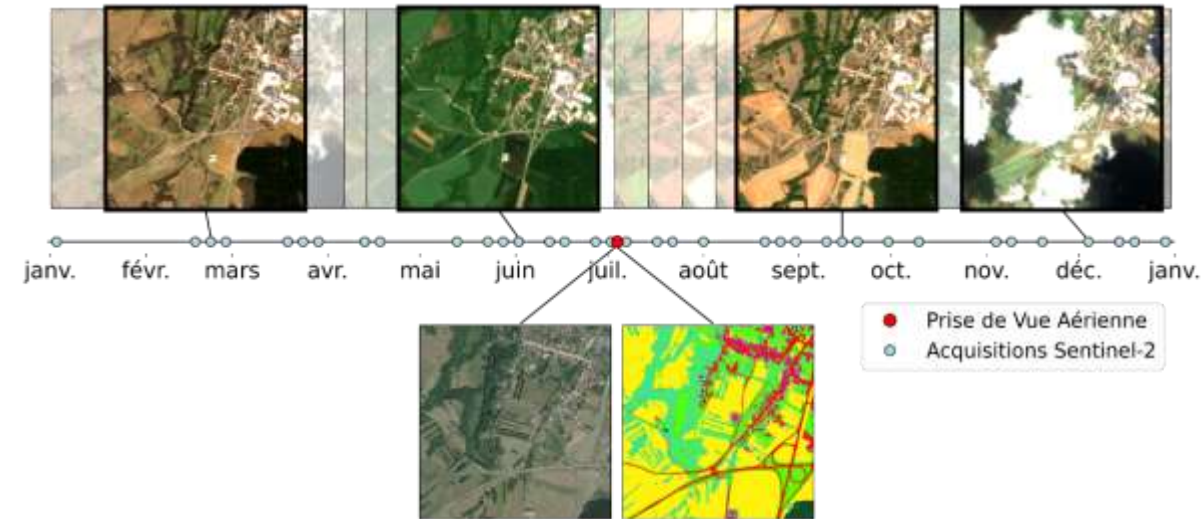 janv. févr. mars avr. mai juin juil. août sept. oct. nov. déc. janv.
Prise de Vue Aérienne
Acquisitions Sentinel-2